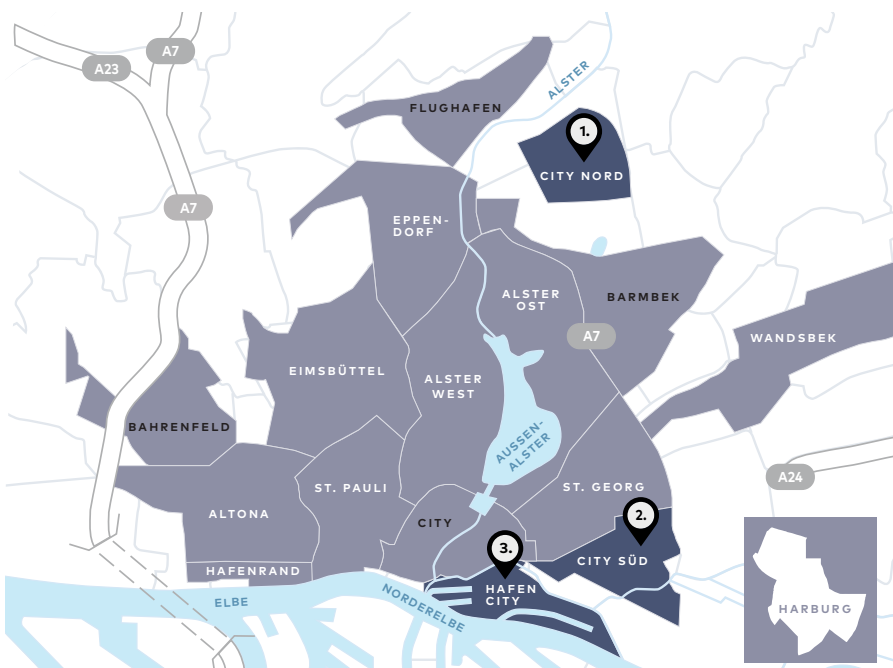 A7
A23
ALSTER
FLUGHAFEN
1.
CITY NORD
A7
EPPEN-
DORF
ALSTER
OST
BARMBEK
A7
WANDSBEK
EIMSBÜTTEL
ALSTER
WEST
BAHRENFELD
AUSSEN-
ALSTER
A24
ST. PAULI
ST. GEORG
ALTONA
CITY
2.
3.
CITY SÜD
HAFENRAND
HAFEN
CITY
ELBE
NORDERELBE
HARBURG